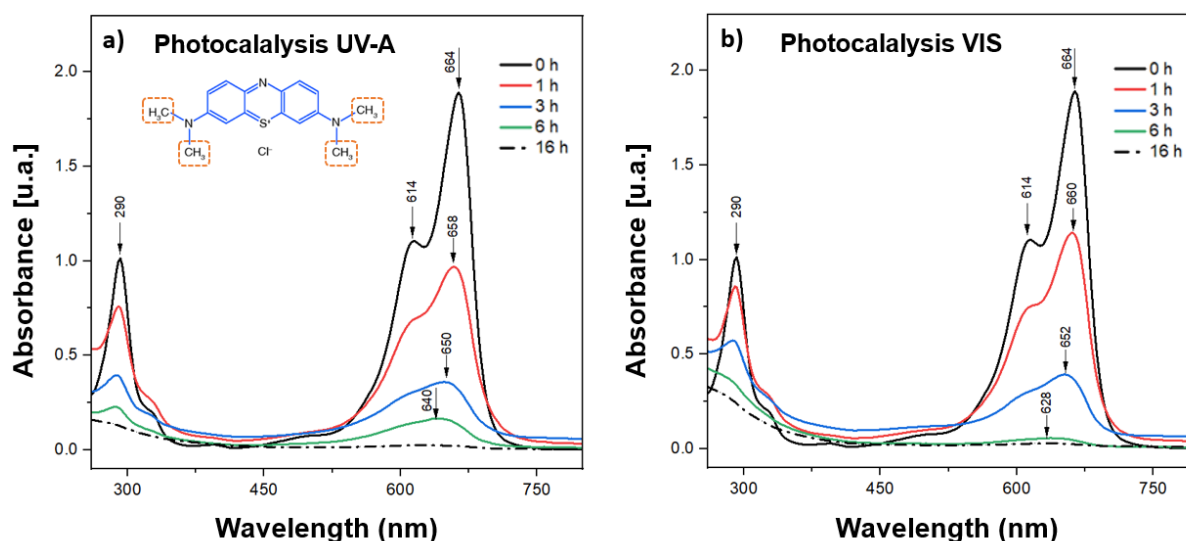 a)
Photocalalysis UV-A
Absorbance [u.a.]
2.0
1.5
1.0
0.5
0.0
300
450
600
750
Wavelength (nm)
N
S⁺
H₃C
N
CH₃
N
CH₃
CH₃
Cl⁻
290
614
664
658
650
640
0 h
1 h
3 h
6 h
16 h
b)
Photocalalysis VIS
Absorbance [u.a.]
2.0
1.5
1.0
0.5
0.0
300
450
600
750
Wavelength (nm)
290
614
664
660
652
628
0 h
1 h
3 h
6 h
16 h